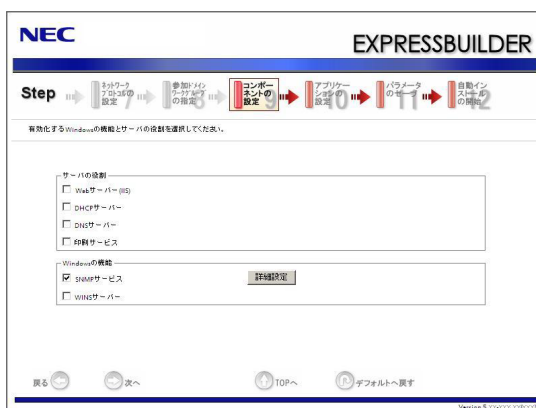 NEC
EXPRESSBUILDER
Step
ネットワーク
プロトコルの
設定 7
参加ドメイン
ワークグループ
の指定 8
コンポー
ネントの
設定 9
アプリケー
ションの
設定 10
パラメータ
のセーブ 11
自動イン
ストール
の開始 12
有効化するWindowsの機能とサーバの役割を選択してください。
サーバの役割
Webサーバー(IIS)
DHCPサーバー
DNSサーバー
印刷サービス
Windowsの機能
SNMPサービス
詳細設定
WINSサーバー
戻る
次へ
TOPへ
デフォルトへ戻す